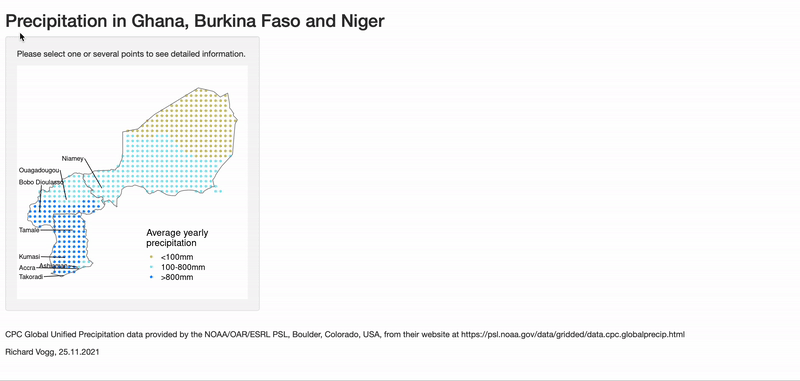 Precipitation in Ghana, Burkina Faso and Niger
Please select one or several points to see detailed information.
Niamey
Ouagadougou
Bobo Dioulasso
Tamale
Kumasi
Accra
Ashiaman
Takoradi
Average yearly
precipitation
<100mm
100-800mm
>800mm
CPC Global Unified Precipitation data provided by the NOAA/OAR/ESRL PSL, Boulder, Colorado, USA, from their website at https://psl.noaa.gov/data/gridded/data.cpc.globalprecip.html
Richard Vogg, 25.11.2021